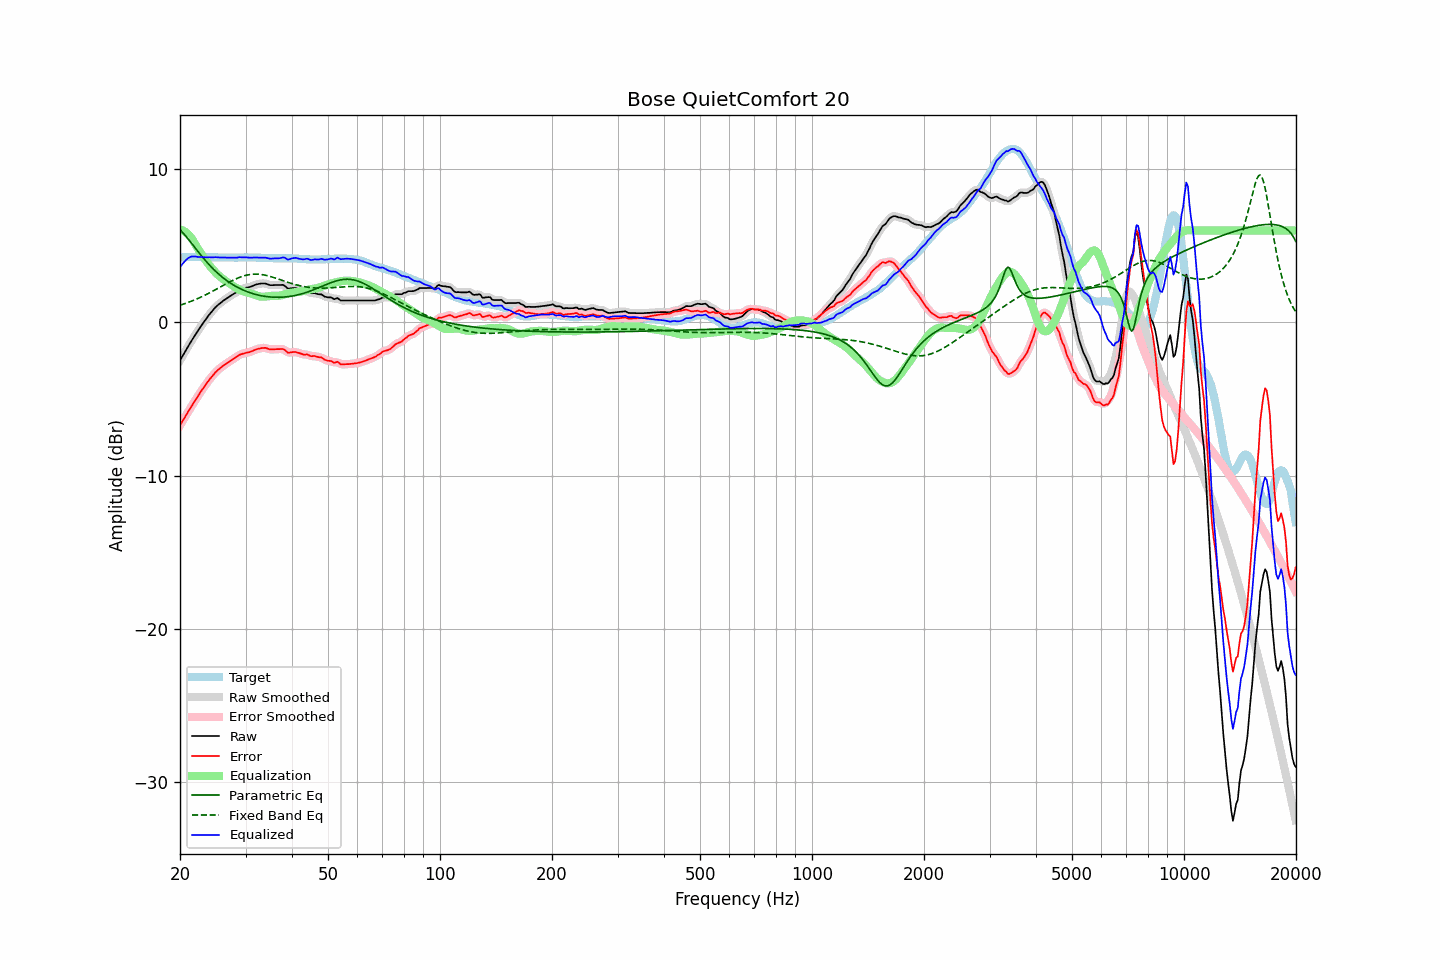 Bose QuietComfort 20
Amplitude (dBr)
10
0
−10
−20
−30
Target
Raw Smoothed
Error Smoothed
Raw
Error
Equalization
Parametric Eq
Fixed Band Eq
Equalized
20 50 100 200 500 1000 2000 5000 10000 20000
Frequency (Hz)